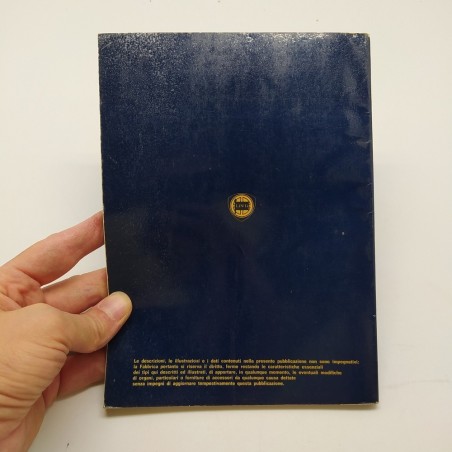 LANCIA
Le descrizioni, le illustrazioni e i dati contenuti nella presente pubblicazione non sono impegnativi;
la Fabbrica pertanto si riserva il diritto, ferme restando le caratteristiche essenziali
dei tipi qui descritti ed illustrati, di apportare, in qualunque momento, le eventuali modifiche
di organi, particolari o forniture di accessori da qualunque causa dettate
senza impegni di aggiornare tempestivamente questa pubblicazione.